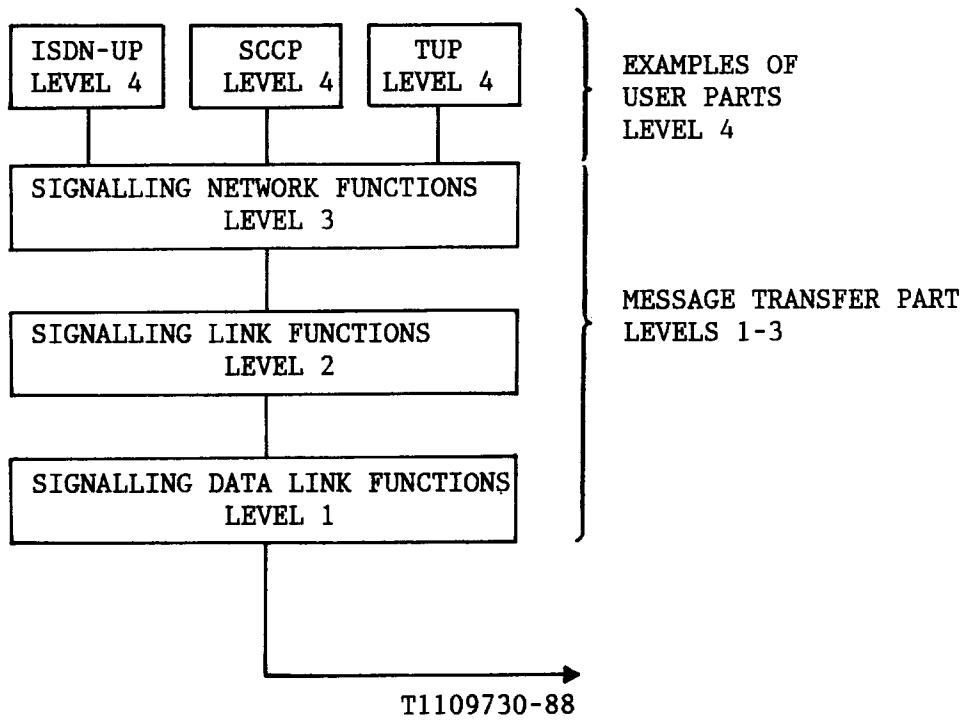 ISDN-UP
LEVEL 4
SCCP
LEVEL 4
TUP
LEVEL 4
EXAMPLES OF
USER PARTS
LEVEL 4
SIGNALLING NETWORK FUNCTIONS
LEVEL 3
SIGNALLING LINK FUNCTIONS
LEVEL 2
MESSAGE TRANSFER PART
LEVELS 1-3
SIGNALLING DATA LINK FUNCTIONS
LEVEL 1
T1109730-88